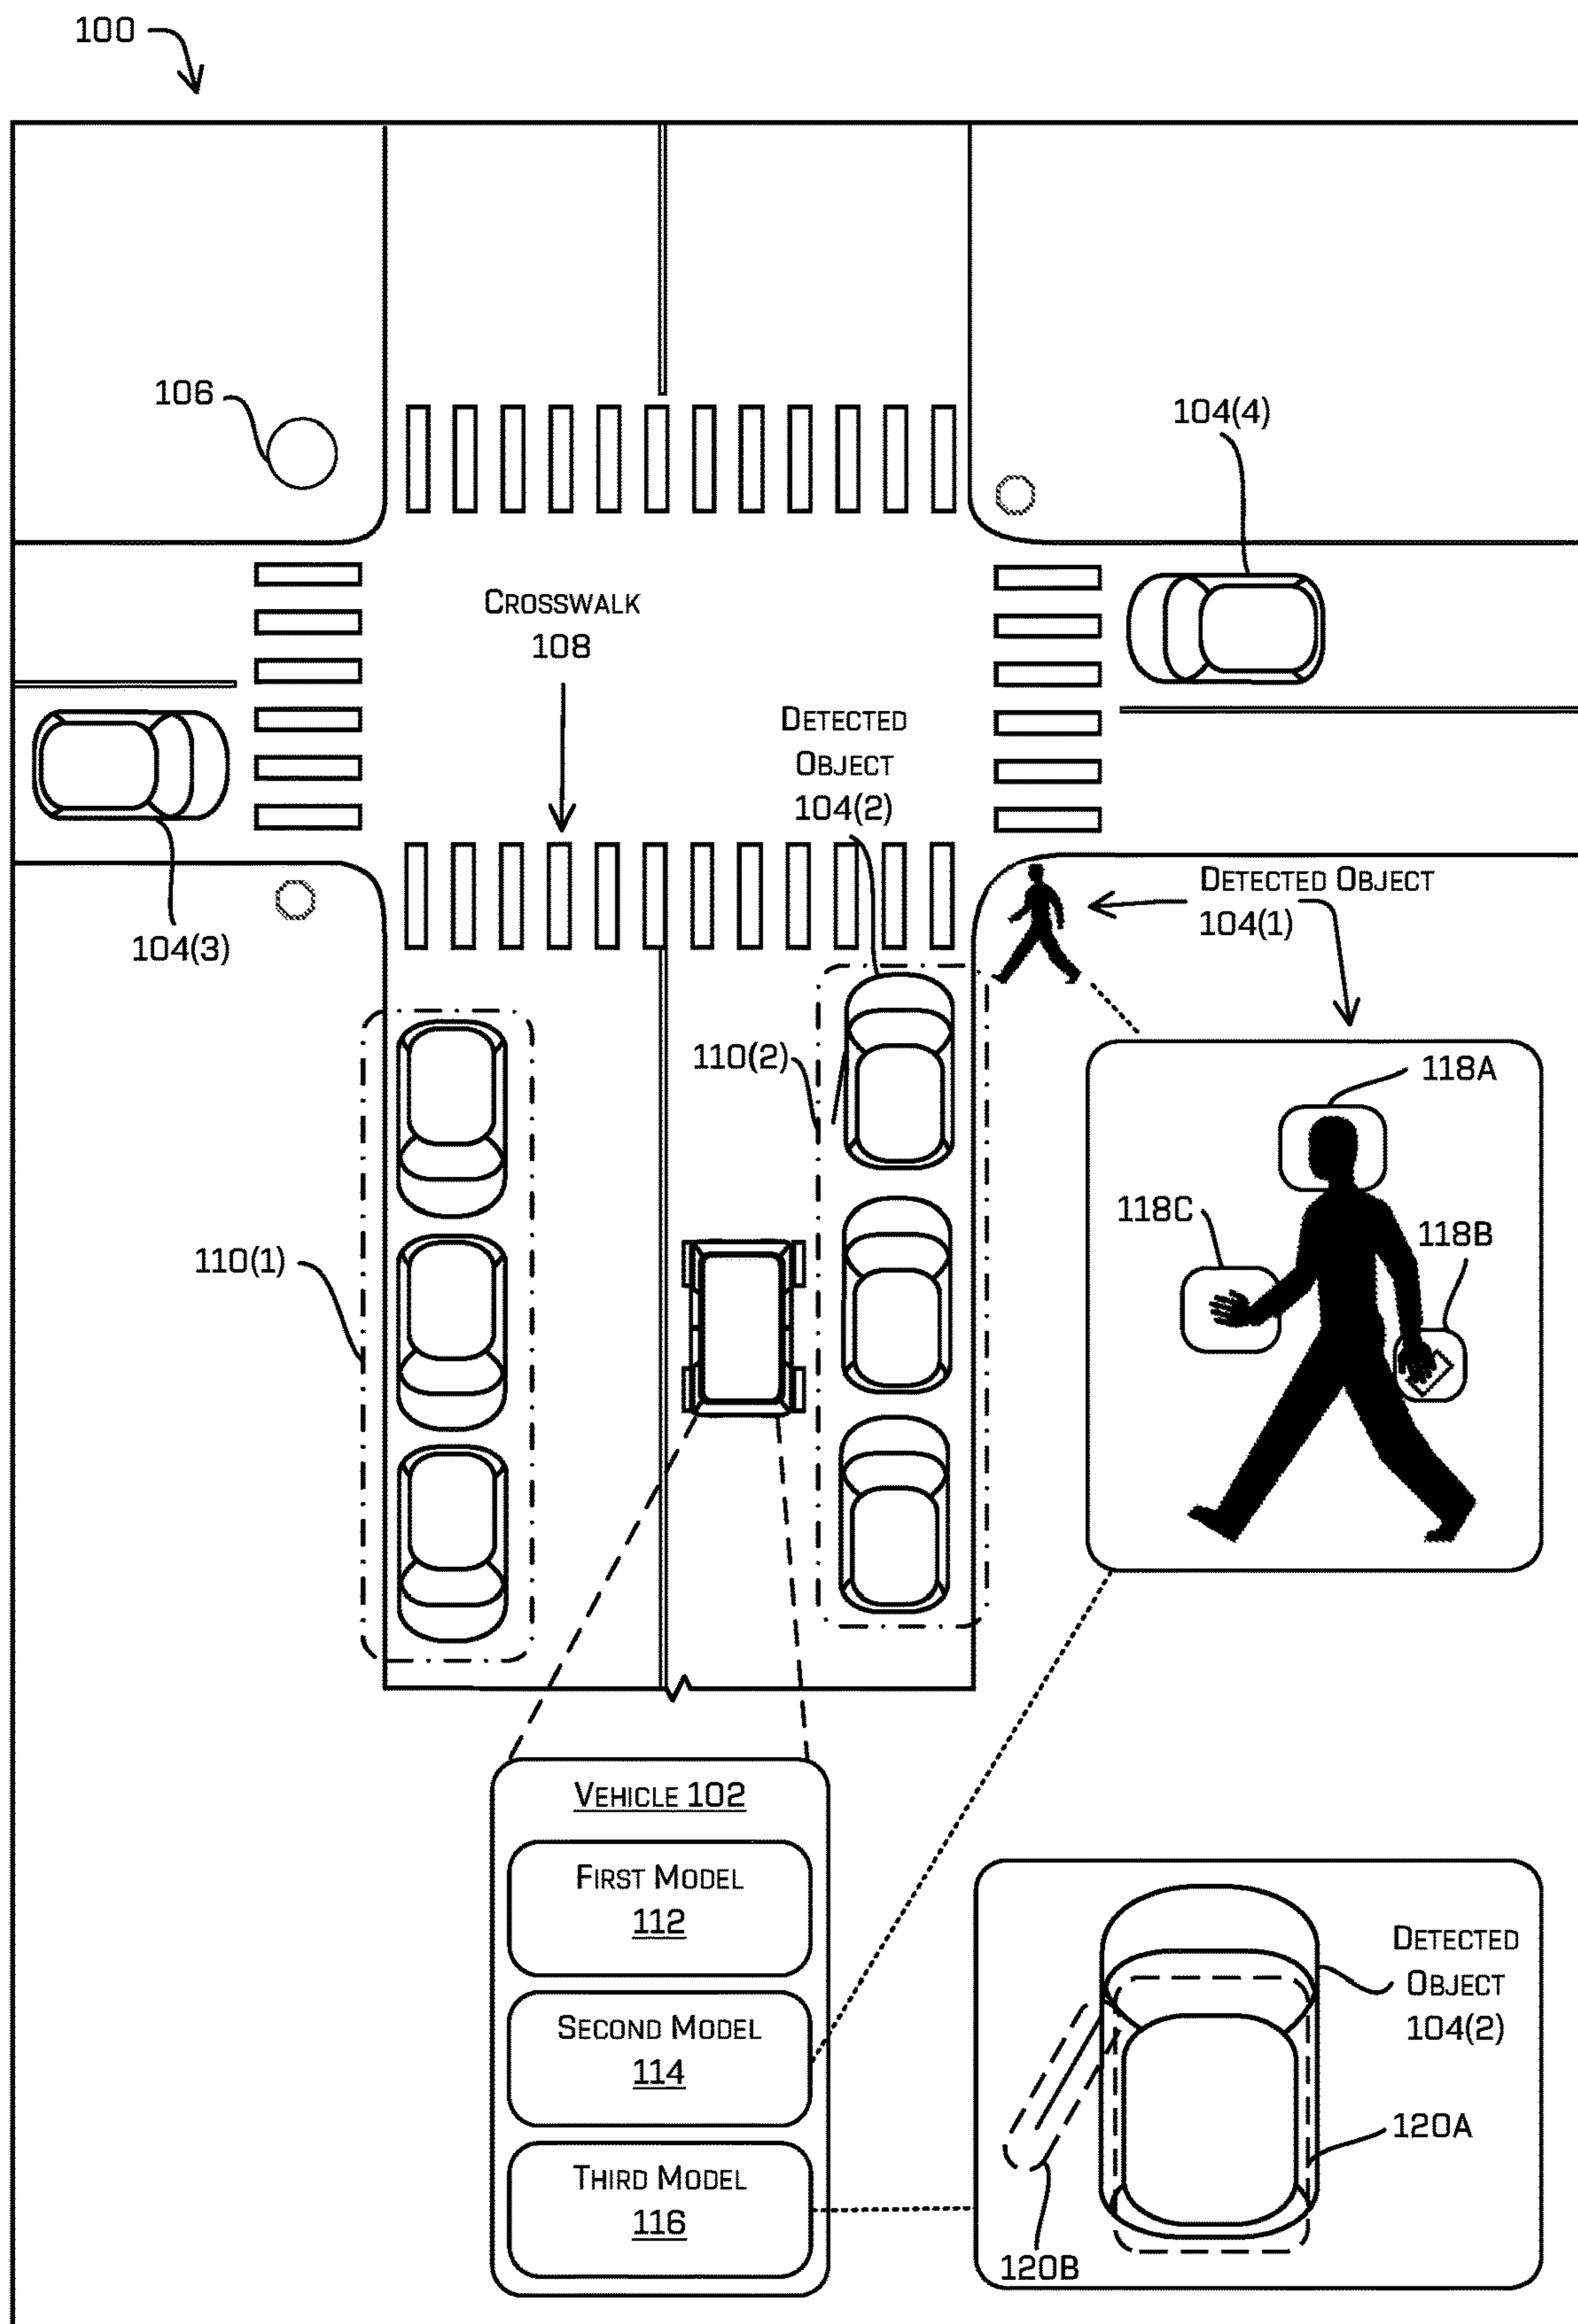 100
106
104(4)
CROSSWALK
108
DETECTED
OBJECT
104(2)
104(3)
DETECTED OBJECT
104(1)
110(2)
118A
118C
118B
110(1)
VEHICLE 102
FIRST MODEL
112
SECOND MODEL
114
THIRD MODEL
116
DETECTED
OBJECT
104(2)
120A
120B